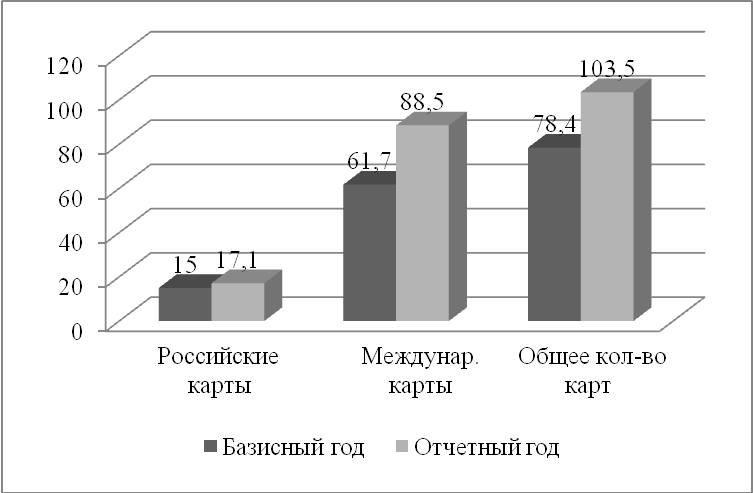 120
100
80
60
40
20
0
15
17,1
61,7
88,5
78,4
103,5
Российские
карты
Междунар.
карты
Общее кол-во
карт
Базисный год
Отчетный год